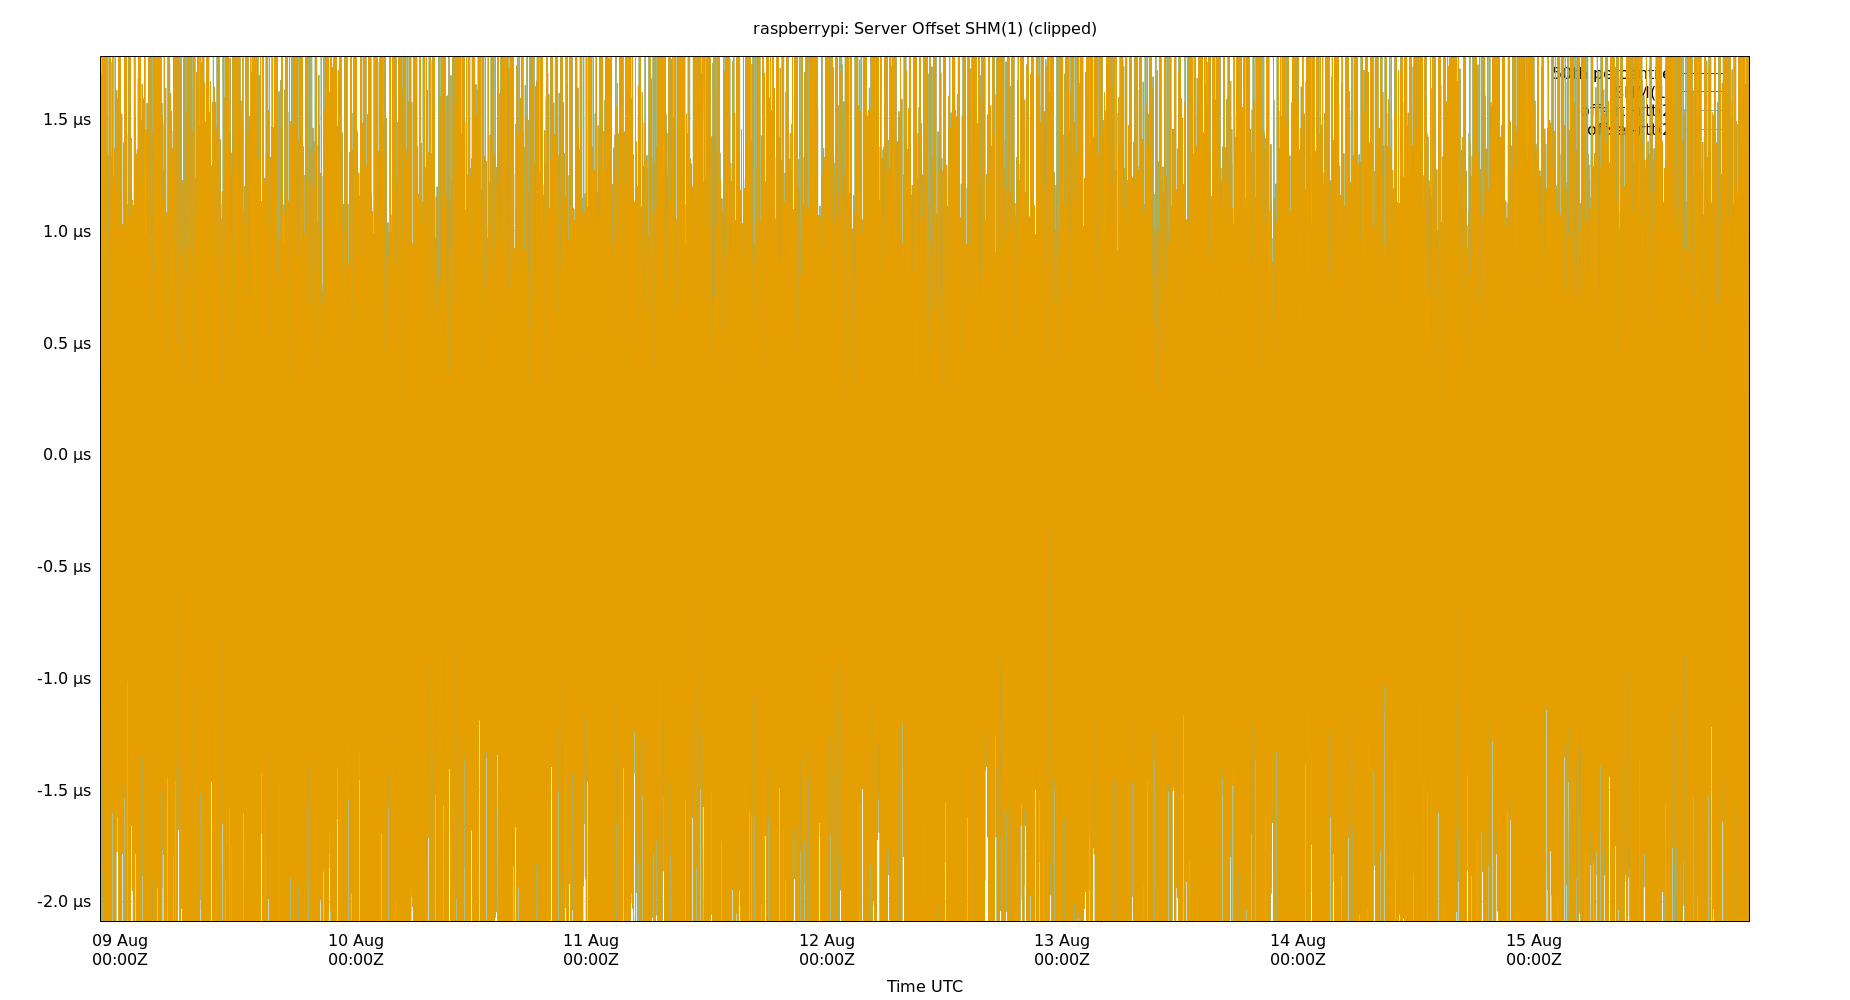 raspberrypi: Server Offset SHM(1) (clipped)
1.5 µs
1.0 µs
0.5 µs
0.0 µs
-0.5 µs
-1.0 µs
-1.5 µs
-2.0 µs
09 Aug 10 Aug 11 Aug 12 Aug 13 Aug 14 Aug 15 Aug
00:00Z 00:00Z 00:00Z 00:00Z 00:00Z 00:00Z 00:00Z
Time UTC